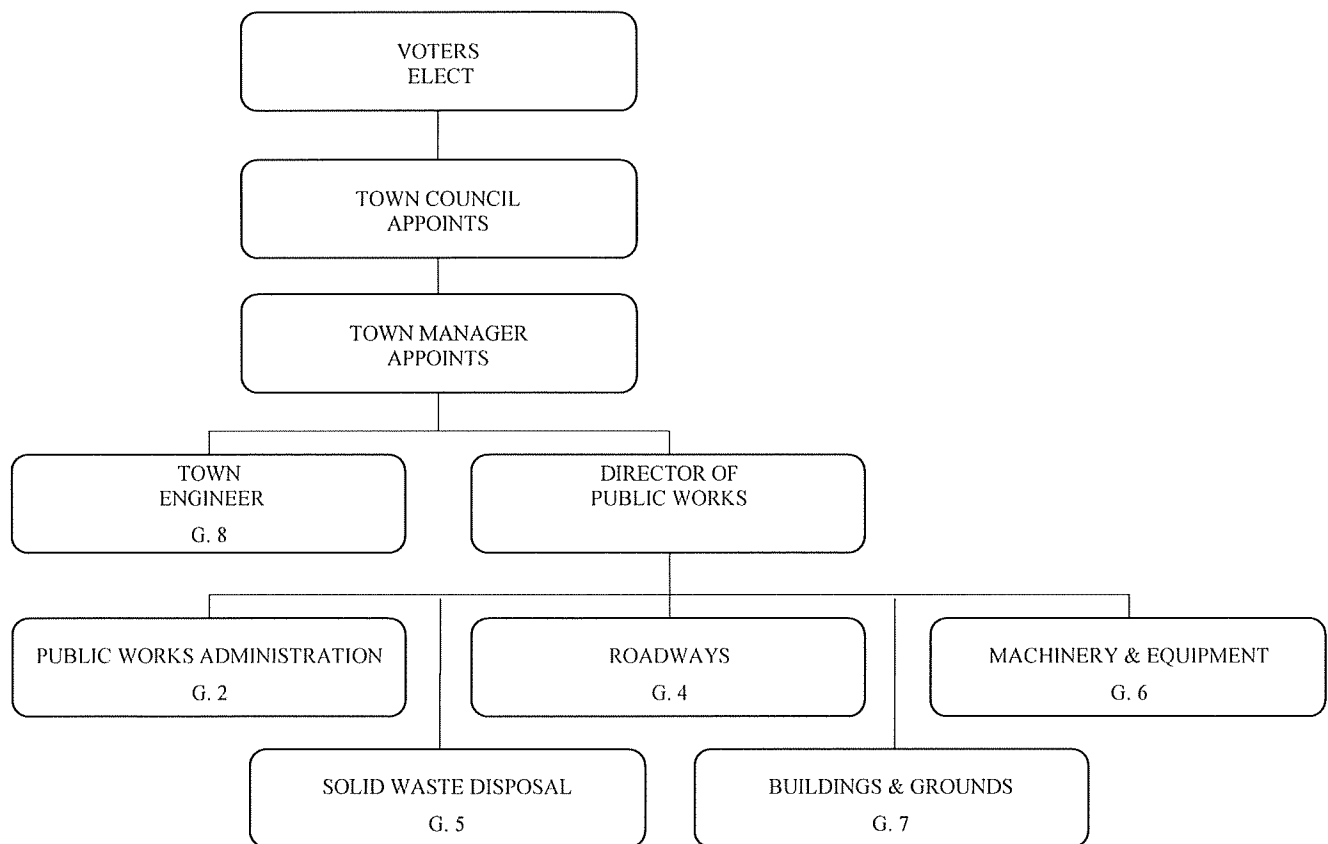 VOTERS
ELECT
TOWN COUNCIL
APPOINTS
TOWN MANAGER
APPOINTS
TOWN
ENGINEER
G. 8
DIRECTOR OF
PUBLIC WORKS
PUBLIC WORKS ADMINISTRATION
G. 2
ROADWAYS
G. 4
MACHINERY & EQUIPMENT
G. 6
SOLID WASTE DISPOSAL
G. 5
BUILDINGS & GROUNDS
G. 7